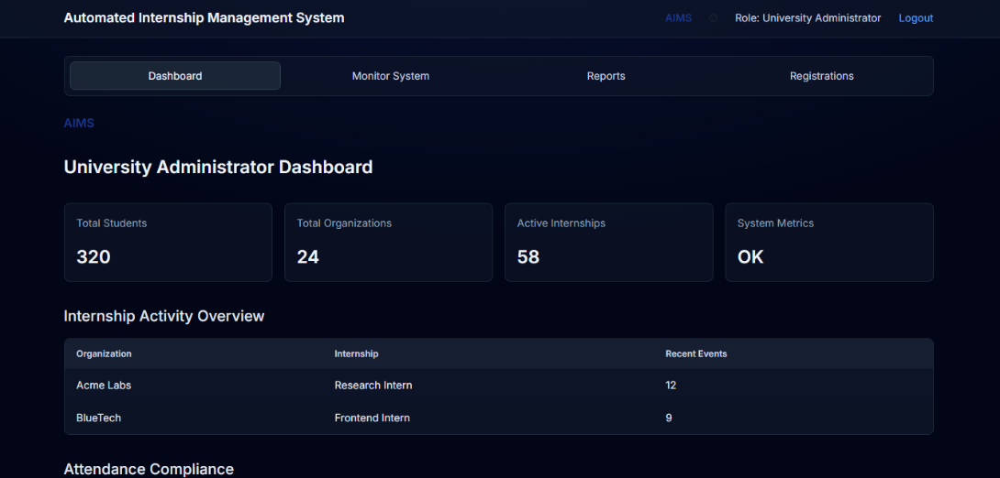 Automated Internship Management System AIMS Role: University Administrator Logout
Dashboard Monitor System Reports Registrations
AIMS
University Administrator Dashboard
Total Students Total Organizations Active Internships System Metrics
320 24 58 OK
Internship Activity Overview
Organization Internship Recent Events
Acme Labs Research Intern 12
BlueTech Frontend Intern 9
Attendance Compliance